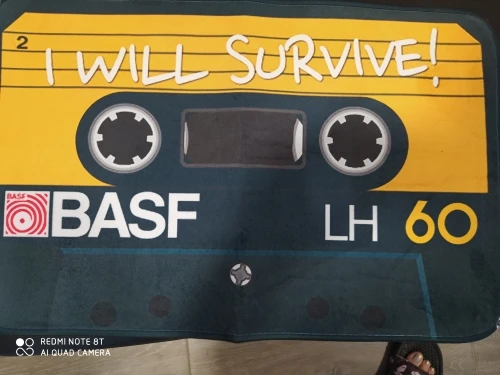 2
I WILL SURVIVE!
BASF
BASF
LH 60
REDMI NOTE 8T
AI QUAD CAMERA